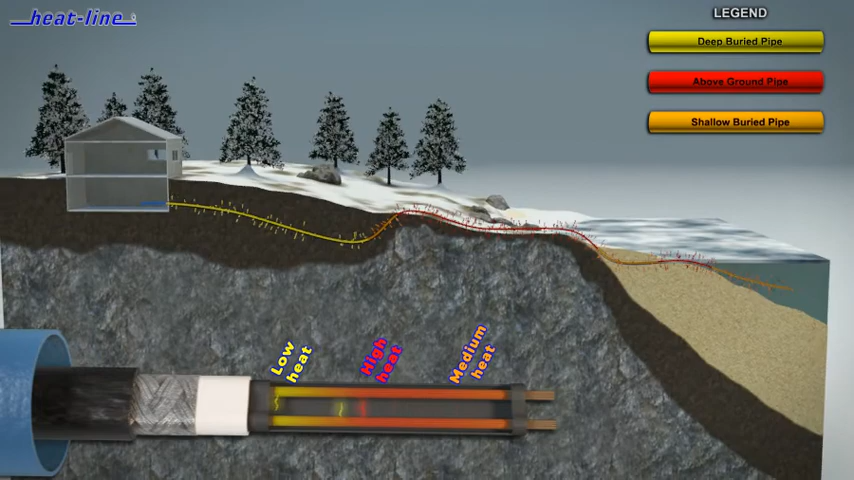 heat-line
LEGEND
Deep Buried Pipe
Above Ground Pipe
Shallow Buried Pipe
Low
heat
High
heat
Medium
heat